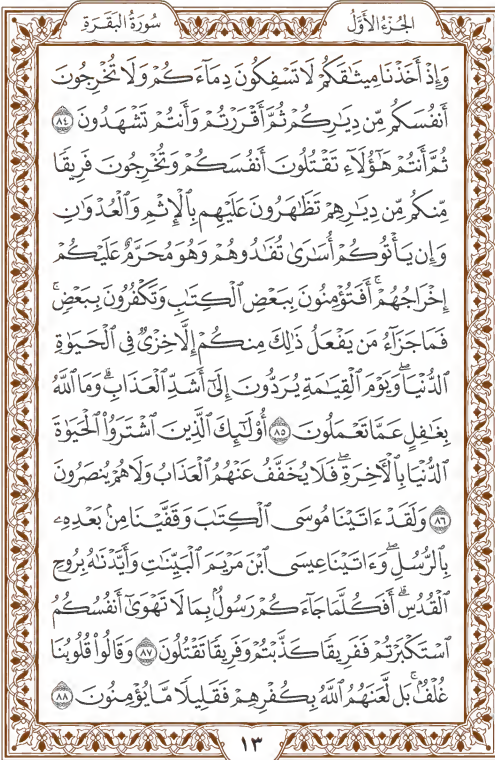 الجُزْءُ الأَوَّلُ
سُورَةُ البَقَرَةِ
وَإِذْ أَخَذْنَا مِيثَٰقَكُمْ لَا تَسْفِكُونَ دِمَآءَكُمْ وَلَا تُخْرِجُونَ
أَنفُسَكُم مِّن دِيَٰرِكُمْ ثُمَّ أَقْرَرْتُمْ وَأَنتُمْ تَشْهَدُونَ ٨٤
ثُمَّ أَنتُمْ هَٰٓؤُلَآءِ تَقْتُلُونَ أَنفُسَكُمْ وَتُخْرِجُونَ فَرِيقًا
مِّنكُم مِّن دِيَٰرِهِمْ تَظَٰهَرُونَ عَلَيْهِم بِٱلْإِثْمِ وَٱلْعُدْوَٰنِ
وَإِن يَأْتُوكُمْ أُسَٰرَىٰ تُفَٰدُوهُمْ وَهُوَ مُحَرَّمٌ عَلَيْكُمْ
إِخْرَاجُهُمْ ۚ أَفَتُؤْمِنُونَ بِبَعْضِ ٱلْكِتَٰبِ وَتَكْفُرُونَ بِبَعْضٍ ۚ
فَمَا جَزَآءُ مَن يَفْعَلُ ذَٰلِكَ مِنكُمْ إِلَّا خِزْىٌ فِى ٱلْحَيَوٰةِ
ٱلدُّنْيَا ۖ وَيَوْمَ ٱلْقِيَٰمَةِ يُرَدُّونَ إِلَىٰٓ أَشَدِّ ٱلْعَذَابِ ۗ وَمَا ٱللَّهُ
بِغَٰفِلٍ عَمَّا تَعْمَلُونَ ٨٥ أُو۟لَٰٓئِكَ ٱلَّذِينَ ٱشْتَرَوُا۟ ٱلْحَيَوٰةَ
ٱلدُّنْيَا بِٱلْءَاخِرَةِ ۖ فَلَا يُخَفَّفُ عَنْهُمُ ٱلْعَذَابُ وَلَا هُمْ يُنصَرُونَ
٨٦ وَلَقَدْ ءَاتَيْنَا مُوسَى ٱلْكِتَٰبَ وَقَفَّيْنَا مِنۢ بَعْدِهِۦ
بِٱلرُّسُلِ ۖ وَءَاتَيْنَا عِيسَى ٱبْنَ مَرْيَمَ ٱلْبَيِّنَٰتِ وَأَيَّدْنَٰهُ بِرُوحِ
ٱلْقُدُسِ ۗ أَفَكُلَّمَا جَآءَكُمْ رَسُولٌۢ بِمَا لَا تَهْوَىٰٓ أَنفُسُكُمُ
ٱسْتَكْبَرْتُمْ فَفَرِيقًا كَذَّبْتُمْ وَفَرِيقًا تَقْتُلُونَ ٨٧ وَقَالُوا۟ قُلُوبُنَا
غُلْفٌۢ ۚ بَل لَّعَنَهُمُ ٱللَّهُ بِكُفْرِهِمْ فَقَلِيلًا مَّا يُؤْمِنُونَ ٨٨
١٣